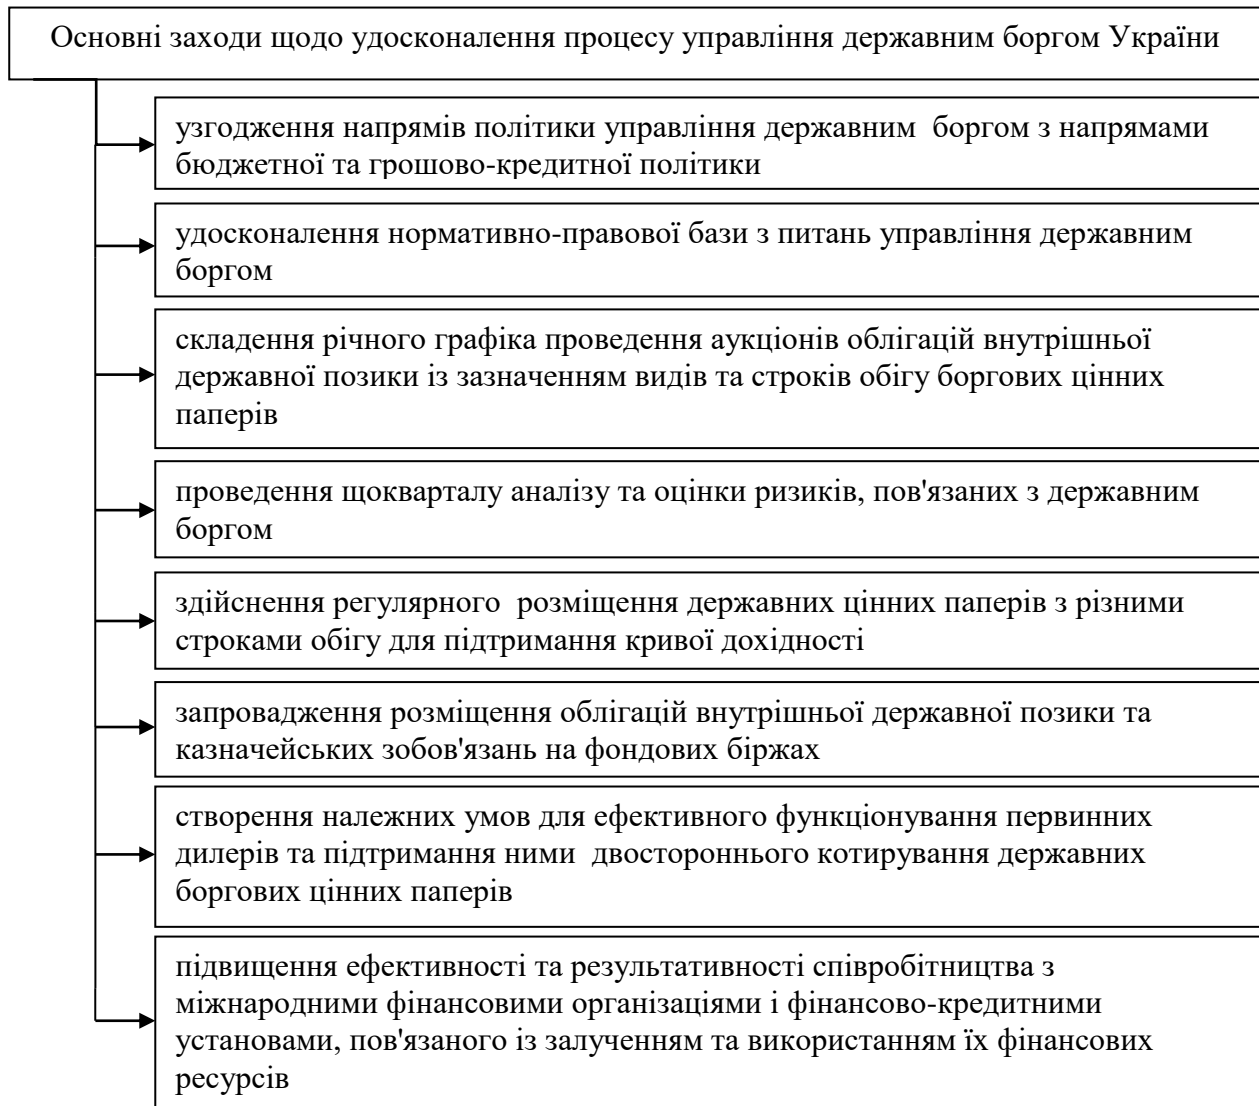 Основні заходи щодо удосконалення процесу управління державним боргом України
узгодження напрямів політики управління державним боргом з напрямами
бюджетної та грошово-кредитної політики
удосконалення нормативно-правової бази з питань управління державним
боргом
складення річного графіка проведення аукціонів облігацій внутрішньої
державної позики із зазначенням видів та строків обігу боргових цінних
паперів
проведення щокварталу аналізу та оцінки ризиків, пов'язаних з державним
боргом
здійснення регулярного розміщення державних цінних паперів з різними
строками обігу для підтримання кривої дохідності
запровадження розміщення облігацій внутрішньої державної позики та
казначейських зобов'язань на фондових біржах
створення належних умов для ефективного функціонування первинних
дилерів та підтримання ними двостороннього котирування державних
боргових цінних паперів
підвищення ефективності та результативності співробітництва з
міжнародними фінансовими організаціями і фінансово-кредитними
установами, пов'язаного із залученням та використанням їх фінансових
ресурсів